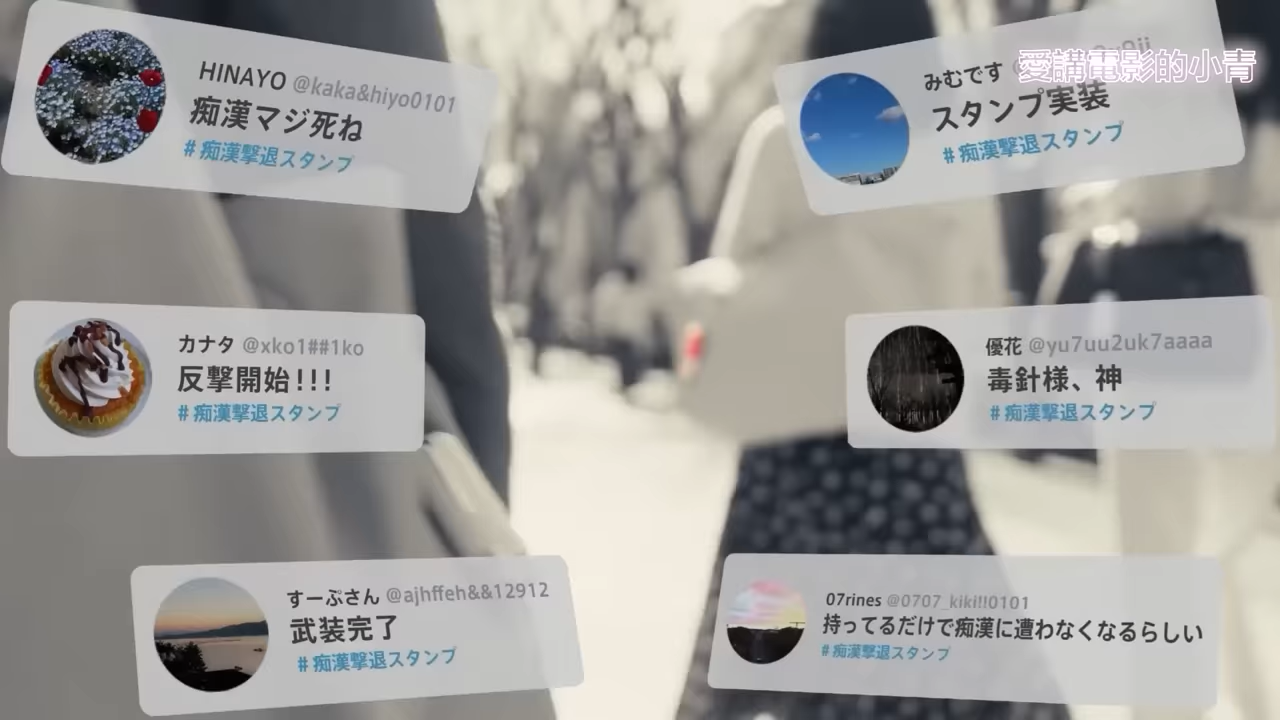 HINAYO @kaka&hiyo0101
痴漢マジ死ね
#痴漢撃退スタンプ
愛講電影的小青
みむです
スタンプ実装
#痴漢撃退スタンプ
カナタ @xko1##1ko
反撃開始!!!
#痴漢撃退スタンプ
優花 @yu7uu2uk7aaaa
毒針様、神
#痴漢撃退スタンプ
すーぷさん @ajhffeh&&12912
武装完了
#痴漢撃退スタンプ
07rines @0707_kiki!!0101
持ってるだけで痴漢に遭わなくなるらしい
#痴漢撃退スタンプ